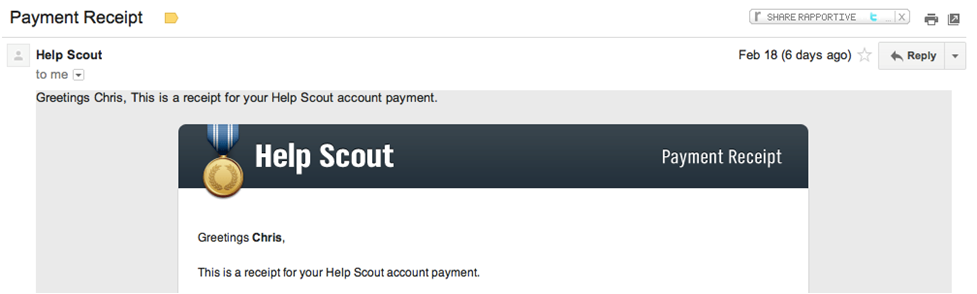 Payment Receipt
r SHARE RAPPORTIVE t _ X
Help Scout
Feb 18 (6 days ago)
Reply
to me
Greetings Chris, This is a receipt for your Help Scout account payment.
Help Scout
Payment Receipt
Greetings Chris,
This is a receipt for your Help Scout account payment.